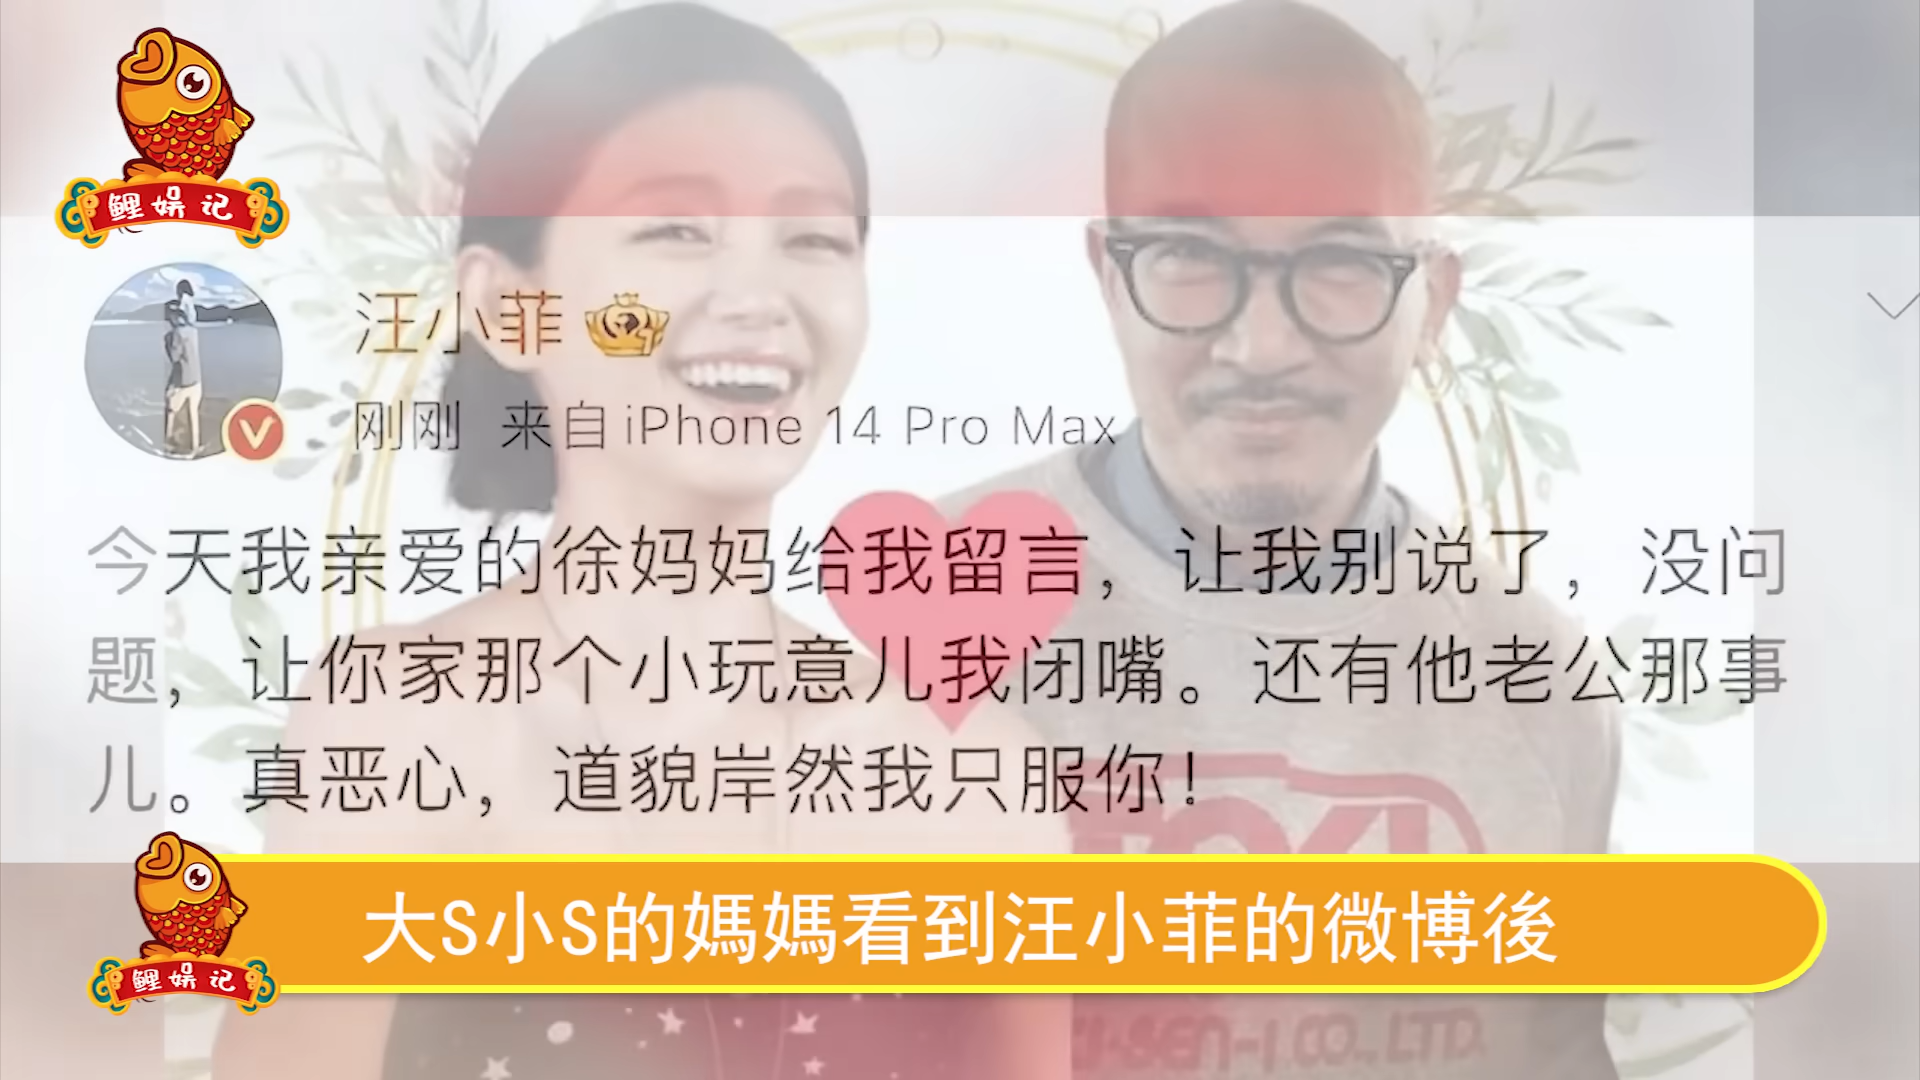 鲤娱记
汪小菲
刚刚 来自 iPhone 14 Pro Max
今天我亲爱的徐妈妈给我留言，让我别说了，没问
题，让你家那个小玩意儿我闭嘴。还有他老公那事
儿。真恶心，道貌岸然我只服你！
鲤娱记
大S小S的媽媽看到汪小菲的微博後
SEN-I CO., LTD.